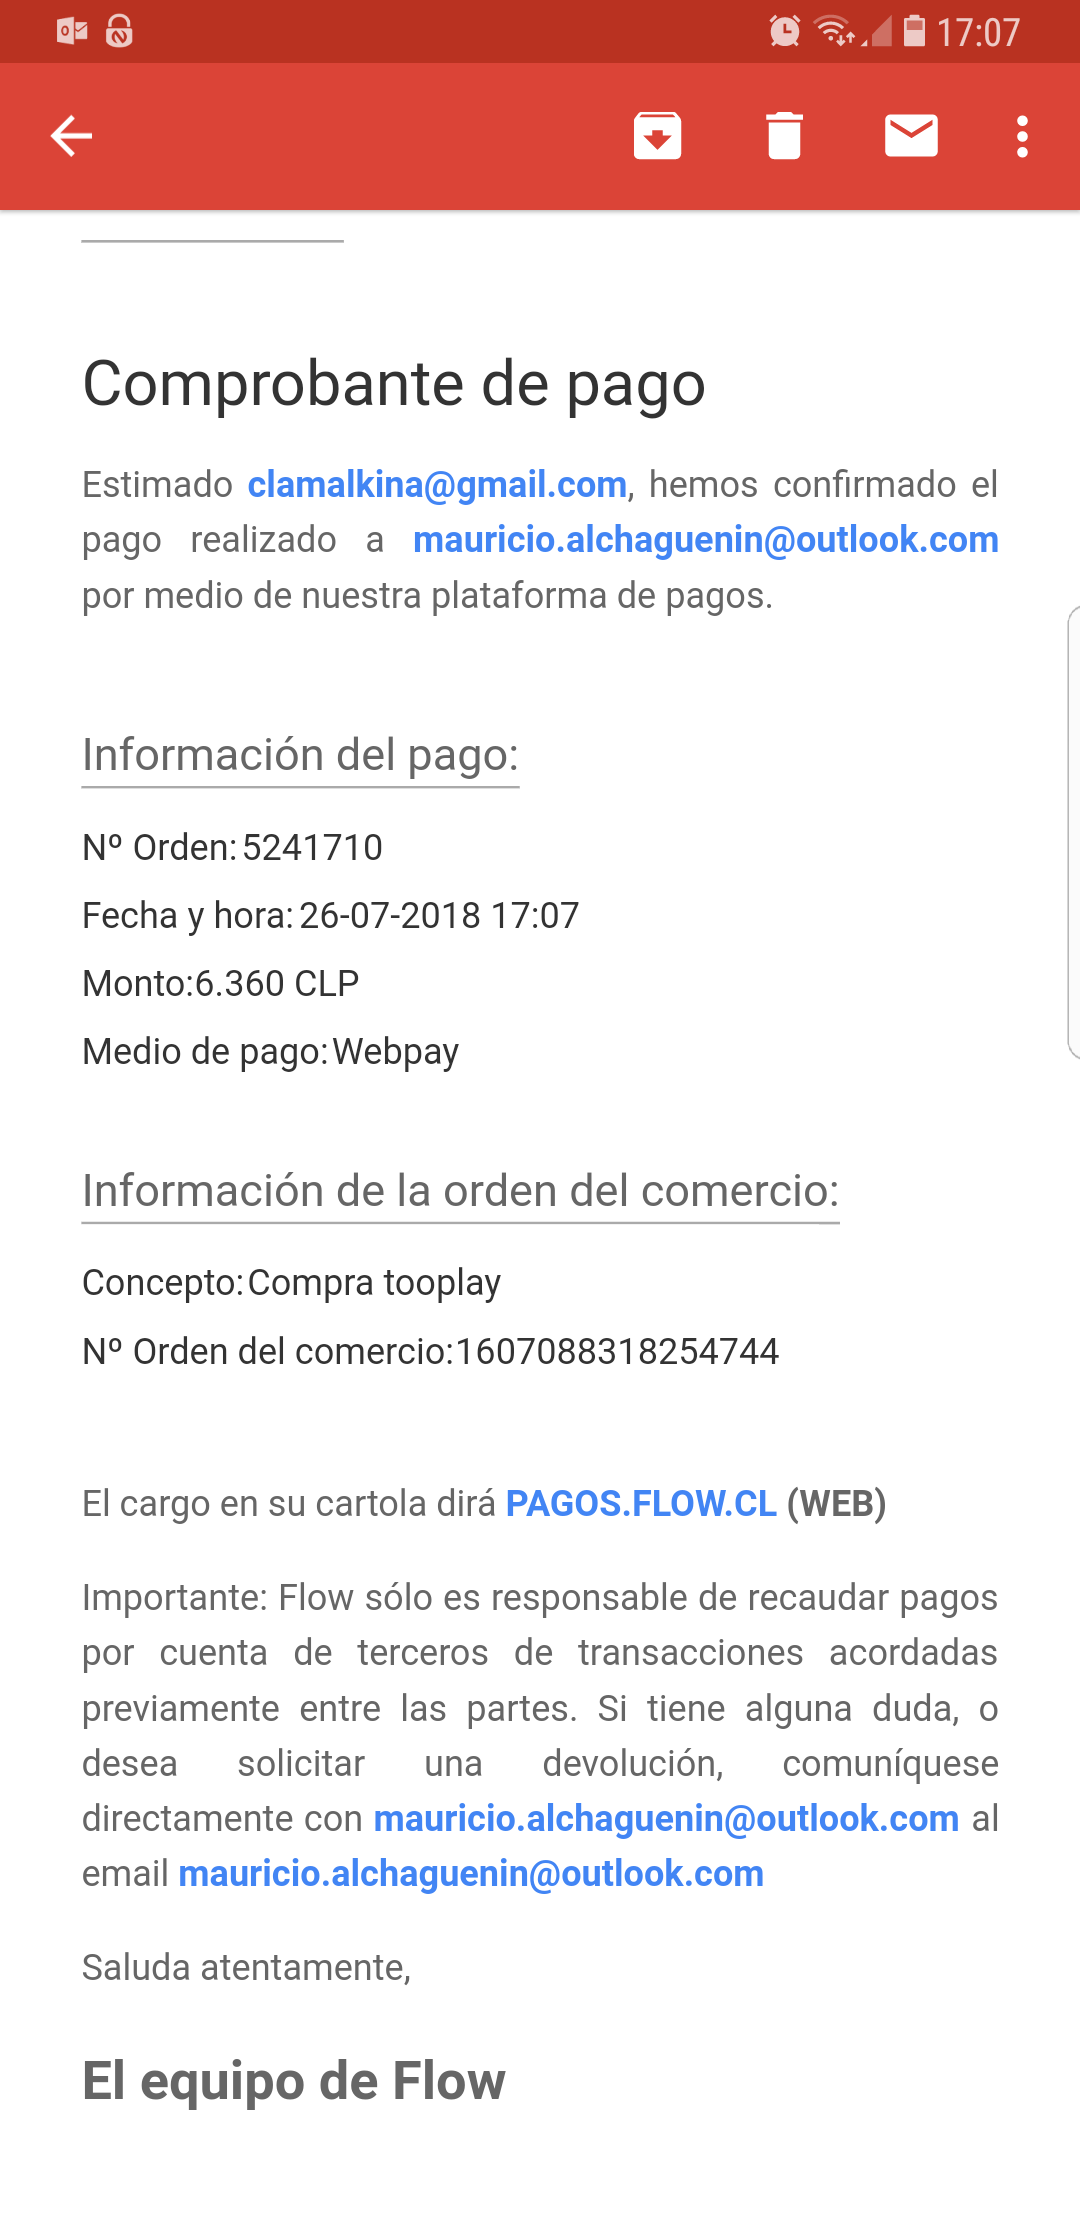 17:07
Comprobante de pago
Estimado clamalkina@gmail.com, hemos confirmado el
pago realizado a mauricio.alchaguenin@outlook.com
por medio de nuestra plataforma de pagos.
Información del pago:
Nº Orden: 5241710
Fecha y hora: 26-07-2018 17:07
Monto:6.360 CLP
Medio de pago: Webpay
Información de la orden del comercio:
Concepto: Compra tooplay
Nº Orden del comercio:1607088318254744
El cargo en su cartola dirá PAGOS.FLOW.CL (WEB)
Importante: Flow sólo es responsable de recaudar pagos
por cuenta de terceros de transacciones acordadas
previamente entre las partes. Si tiene alguna duda, o
desea solicitar una devolución, comuníquese
directamente con mauricio.alchaguenin@outlook.com al
email mauricio.alchaguenin@outlook.com
Saluda atentamente,
El equipo de Flow